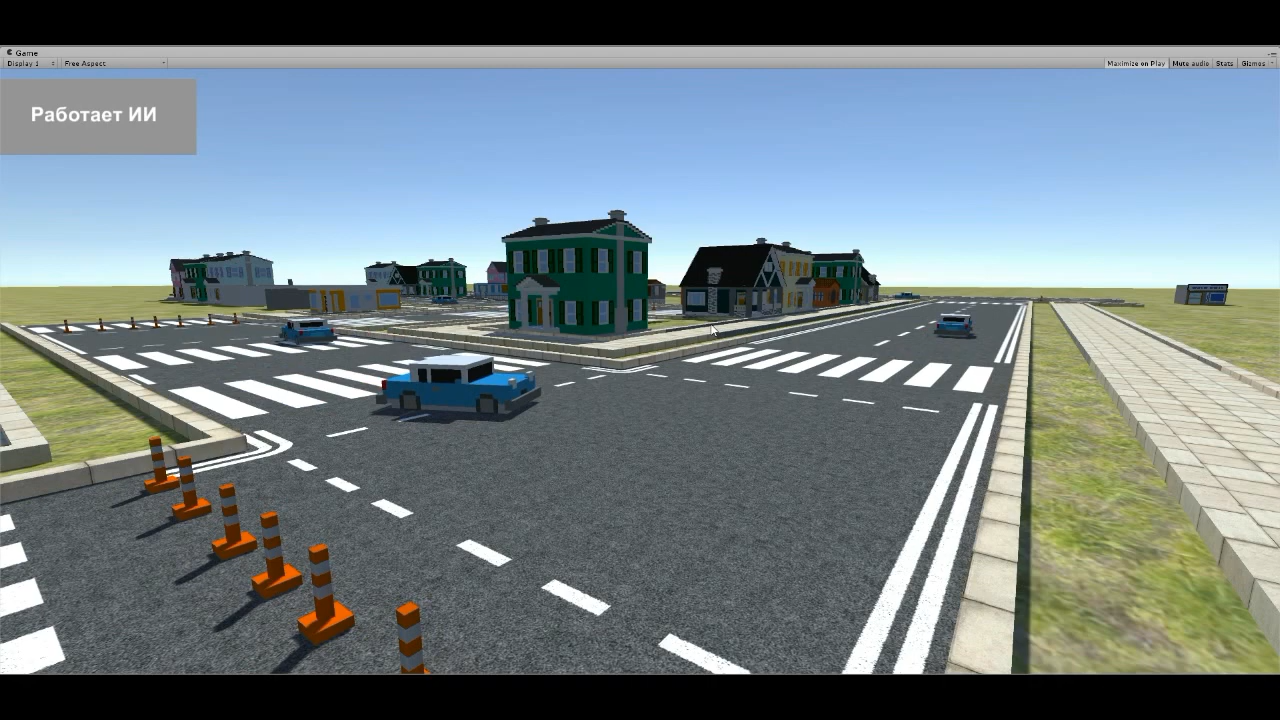 Game
Display 1
Free Aspect
Maximize on Play
Mute audio
Stats
Gizmos
Работает ИИ